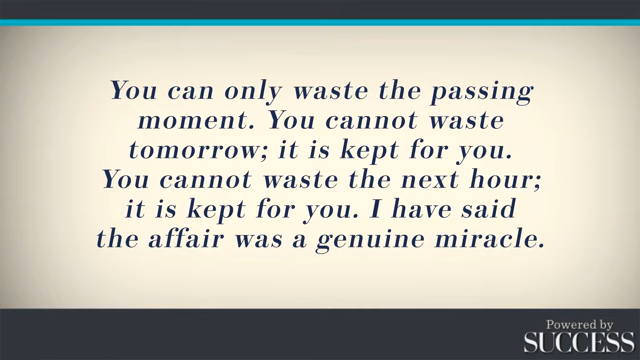 You can only waste the passing
moment. You cannot waste
tomorrow; it is kept for you.
You cannot waste the next hour;
it is kept for you. I have said
the affair was a genuine miracle.
Powered by
SUCCESS